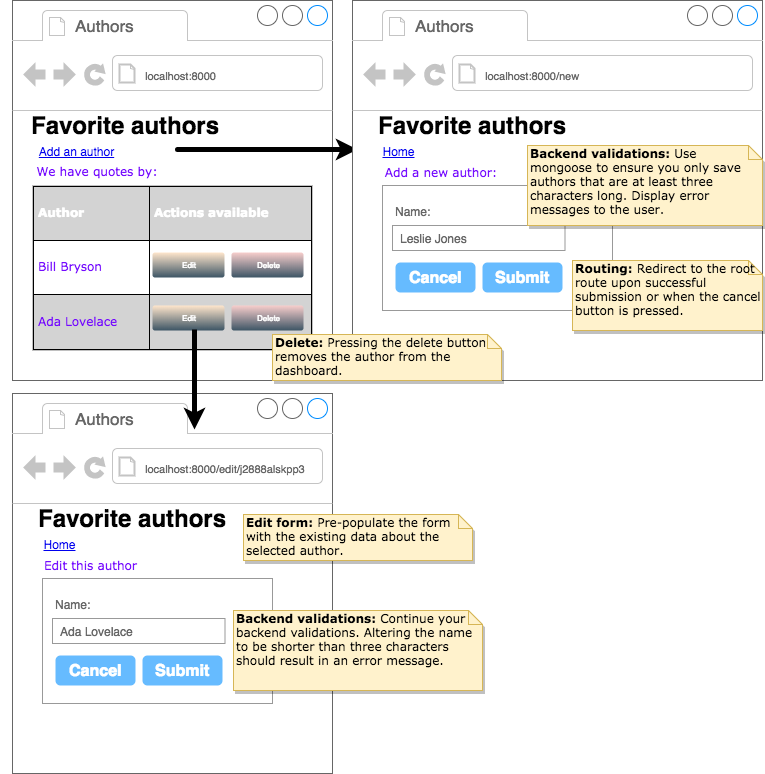 Authors
localhost:8000
Favorite authors
Add an author
We have quotes by:
Author Actions available
Bill Bryson Edit Delete
Ada Lovelace Edit Delete
Delete: Pressing the delete button
removes the author from the
dashboard.
Authors
localhost:8000/new
Favorite authors
Home
Add a new author:
Name:
Leslie Jones
Cancel Submit
Backend validations: Use
mongoose to ensure you only save
authors that are at least three
characters long. Display error
messages to the user.
Routing: Redirect to the root
route upon successful
submission or when the cancel
button is pressed.
Authors
localhost:8000/edit/j2888alskpp3
Favorite authors
Home
Edit this author
Name:
Ada Lovelace
Cancel Submit
Edit form: Pre-populate the form
with the existing data about the
selected author.
Backend validations: Continue your
backend validations. Altering the name
to be shorter than three characters
should result in an error message.